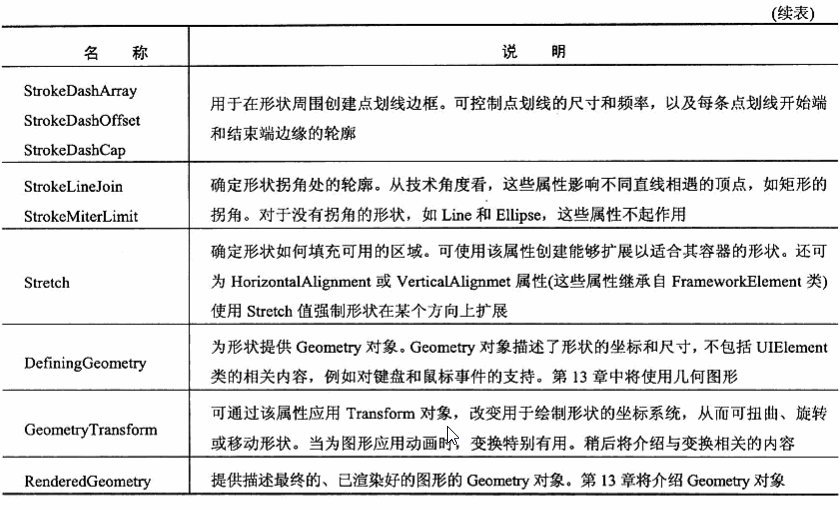 (续表)
名 称 说 明
StrokeDashArray
StrokeDashOffset
StrokeDashCap
用于在形状周围创建点划线边框。可控制点划线的尺寸和频率，以及每条点划线开始端
和结束端边缘的轮廓
StrokeLineJoin
StrokeMiterLimit
确定形状拐角处的轮廓。从技术角度看，这些属性影响不同直线相遇的顶点，如矩形的
拐角。对于没有拐角的形状，如 Line 和 Ellipse，这些属性不起作用
Stretch
确定形状如何填充可用的区域。可使用该属性创建能够扩展以适合其容器的形状。还可
为 HorizontalAlignment 或 VerticalAlignmet 属性(这些属性继承自 FrameworkElement 类)
使用 Stretch 值强制形状在某个方向上扩展
DefiningGeometry
为形状提供 Geometry 对象。Geometry 对象描述了形状的坐标和尺寸，不包括 UIElement
类的相关内容，例如对键盘和鼠标事件的支持。第 13 章中将使用几何图形
GeometryTransform
可通过该属性应用 Transform 对象，改变用于绘制形状的坐标系统，从而可扭曲、旋转
或移动形状。当为图形应用动画时，变换特别有用。稍后将介绍与变换相关的内容
RenderedGeometry
提供描述最终的、已渲染好的图形的 Geometry 对象。第 13 章将介绍 Geometry 对象